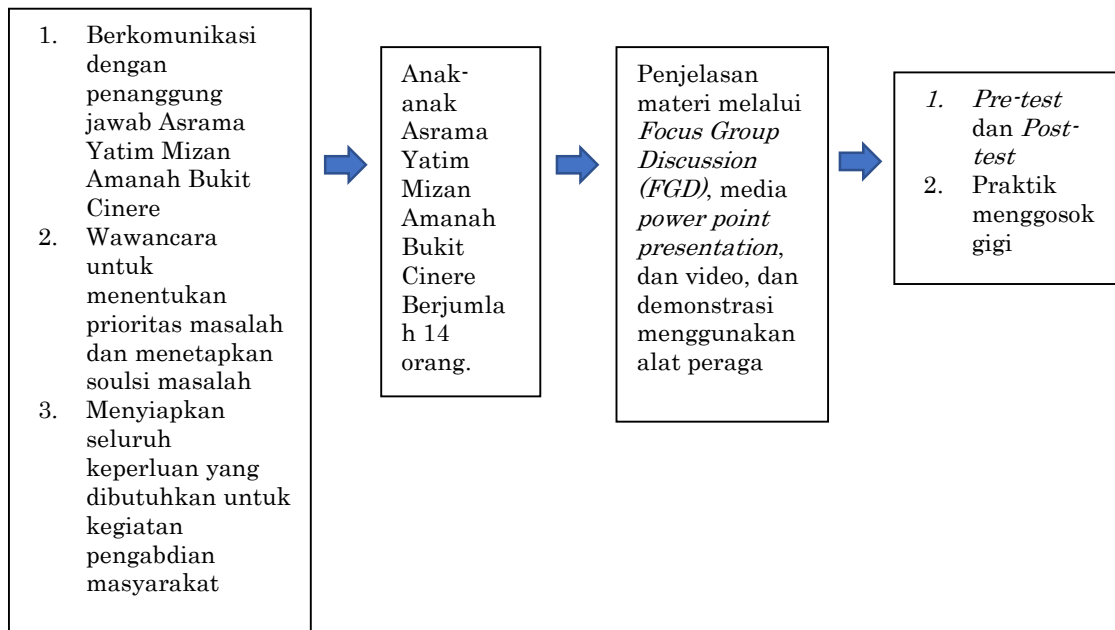 1. Berkomunikasi
dengan
penanggung
jawab Asrama
Yatim Mizan
Amanah Bukit
Cinere
2. Wawancara
untuk
menentukan
prioritas masalah
dan menetapkan
soulsi masalah
3. Menyiapkan
seluruh
keperluan yang
dibutuhkan untuk
kegiatan
pengabdian
masyarakat
Anak-
anak
Asrama
Yatim
Mizan
Amanah
Bukit
Cinere
Berjumla
h 14
orang.
Penjelasan
materi melalui
Focus Group
Discussion
(FGD), media
power point
presentation,
dan video, dan
demonstrasi
menggunakan
alat peraga
1. Pre-test
dan Post-
test
2. Praktik
menggosok
gigi